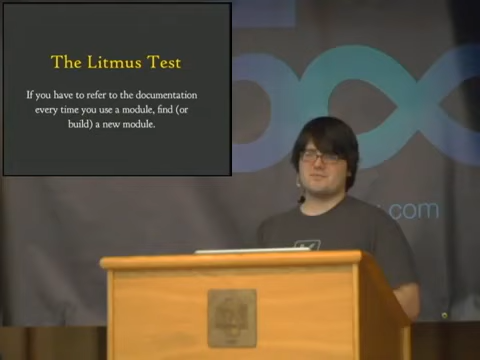 The Litmus Test
If you have to refer to the documentation
every time you use a module, find (or
build) a new module.
.com